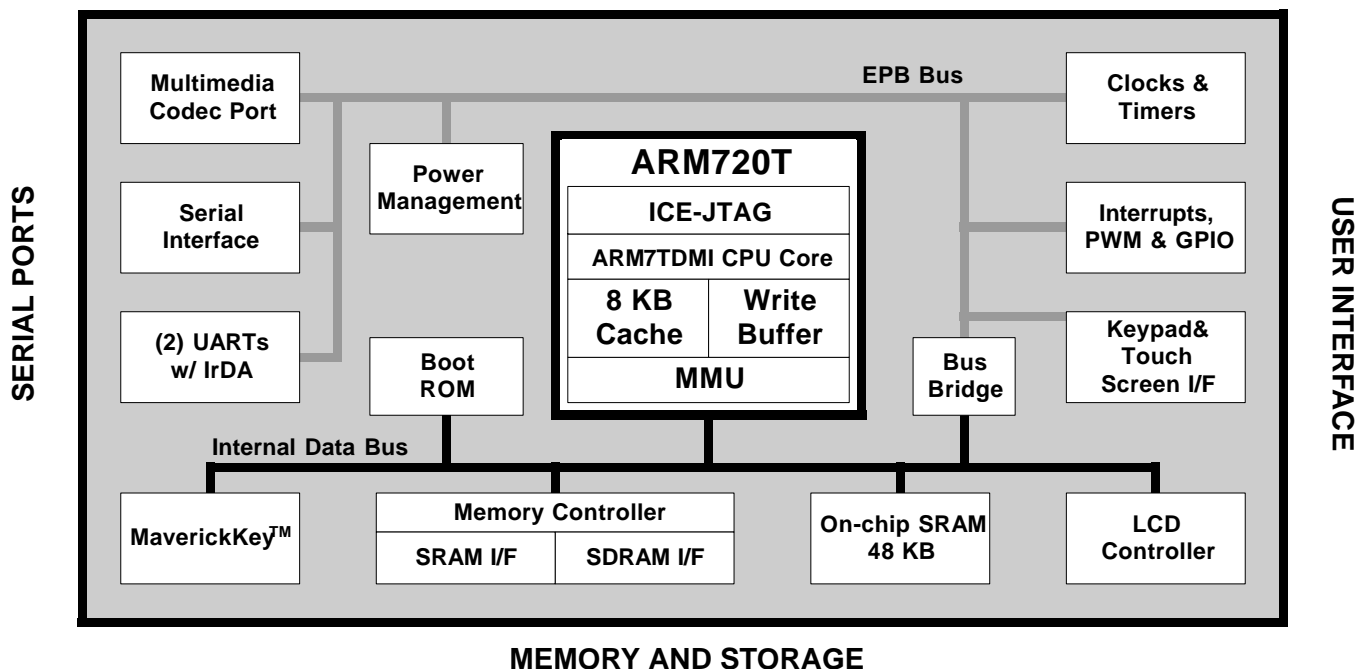 EPB Bus
Multimedia
Codec Port
Clocks &
Timers
Power
Management
ARM720T
ICE-JTAG
ARM7TDMI CPU Core
8 KB
Cache
Write
Buffer
MMU
Serial
Interface
Interrupts,
PWM & GPIO
SERIAL PORTS
USER INTERFACE
(2) UARTs
w/ IrDA
Boot
ROM
Bus
Bridge
Keypad&
Touch
Screen I/F
Internal Data Bus
MaverickKey™
Memory Controller
SRAM I/F
SDRAM I/F
On-chip SRAM
48 KB
LCD
Controller
MEMORY AND STORAGE